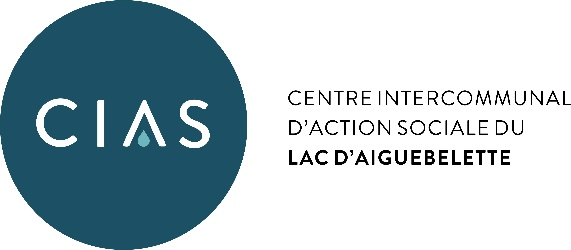 CIAS
CENTRE INTERCOMMUNAL
D'ACTION SOCIALE DU
LAC D'AIGUEBELETTE